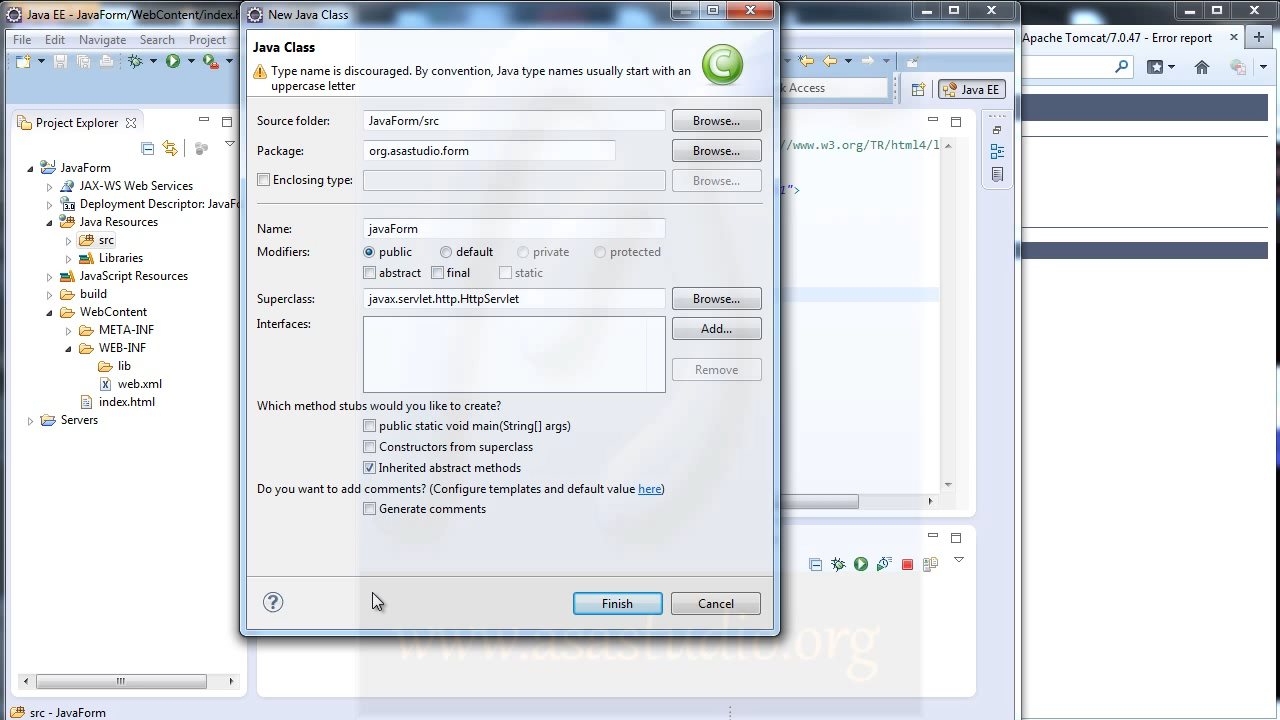 Java EE - JavaForm/WebContent/index.h
New Java Class
File Edit Navigate Search Project
Java Class
Type name is discouraged. By convention, Java type names usually start with an
uppercase letter
Apache Tomcat/7.0.47 - Error report
Access
Java EE
Project Explorer
JavaForm
JAX-WS Web Services
Deployment Descriptor: JavaFo
Java Resources
src
Libraries
JavaScript Resources
build
WebContent
META-INF
WEB-INF
lib
web.xml
index.html
Servers
Source folder: JavaForm/src Browse...
Package: org.asastudio.form Browse...
Enclosing type: Browse...
Name: javaForm
Modifiers: public default private protected
abstract final static
Superclass: javax.servlet.http.HttpServlet Browse...
Interfaces: Add...
Remove
Which method stubs would you like to create?
public static void main(String[] args)
Constructors from superclass
Inherited abstract methods
Do you want to add comments? (Configure templates and default value here)
Generate comments
Finish Cancel
//www.w3.org/TR/html4/l
1">
www.asastudio.org
src - JavaForm